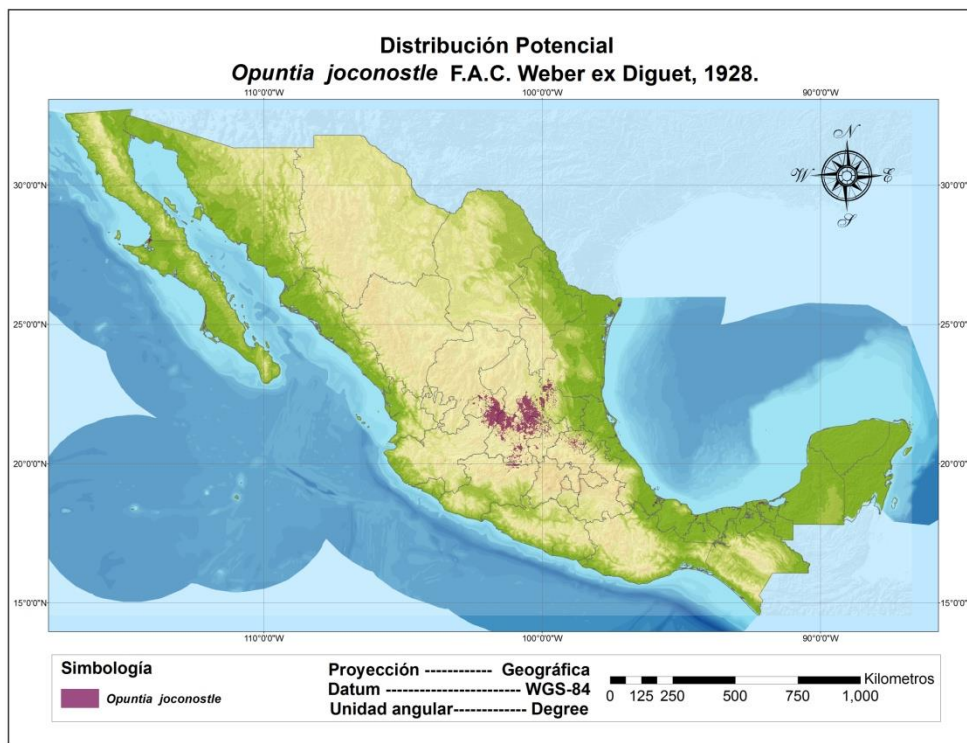 Distribución Potencial
Opuntia joconostle F.A.C. Weber ex Diguet, 1928.
110°0'0"W 100°0'0"W 90°0'0"W
N
W E
S
30°0'0"N 30°0'0"N
25°0'0"N 25°0'0"N
20°0'0"N 20°0'0"N
15°0'0"N 15°0'0"N
110°0'0"W 100°0'0"W 90°0'0"W
Simbología
Opuntia joconostle
Proyección ----------- Geográfica
Datum ---------------------- WGS-84
Unidad angular------------- Degree
Kilometros
0 125 250 500 750 1,000